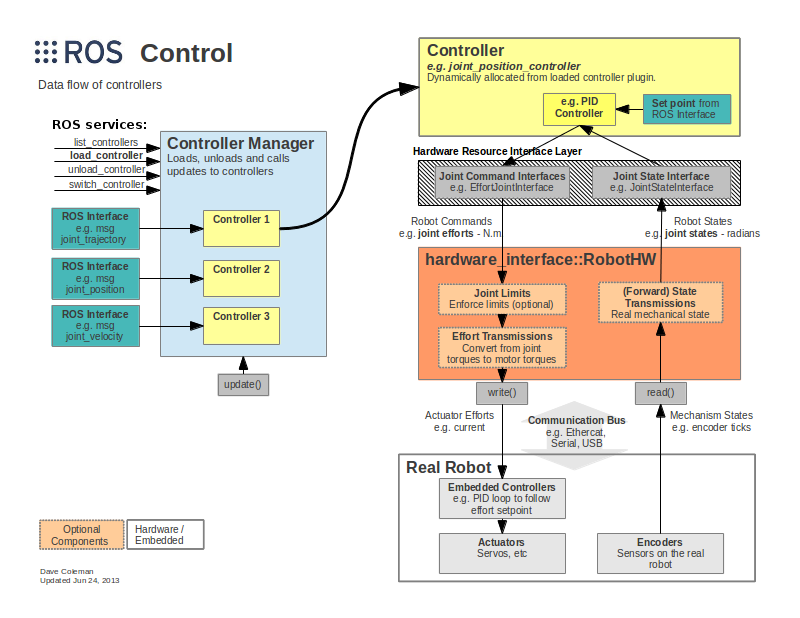 ROS Control
Data flow of controllers
ROS services:
list_controllers
load_controller
unload_controller
switch_controller
Controller Manager
Loads, unloads and calls
updates to controllers
ROS Interface
e.g. msg
joint_trajectory
Controller 1
ROS Interface
e.g. msg
joint_position
Controller 2
ROS Interface
e.g. msg
joint_velocity
Controller 3
update()
Controller
e.g. joint_position_controller
Dynamically allocated from loaded controller plugin.
e.g. PID
Controller
Set point from
ROS Interface
Hardware Resource Interface Layer
Joint Command Interfaces
e.g. EffortJointInterface
Joint State Interface
e.g. JointStateInterface
Robot Commands
e.g. joint efforts - N.m
Robot States
e.g. joint states - radians
hardware_interface::RobotHW
Joint Limits
Enforce limits (optional)
Effort Transmissions
Convert from joint
torques to motor torques
(Forward) State
Transmissions
Real mechanical state
write()
read()
Actuator Efforts
e.g. current
Communication Bus
e.g. Ethercat,
Serial, USB
Mechanism States
e.g. encoder ticks
Real Robot
Embedded Controllers
e.g. PID loop to follow
effort setpoint
Actuators
Servos, etc
Encoders
Sensors on the real
robot
Optional
Components
Hardware /
Embedded
Dave Coleman
Updated Jun 24, 2013